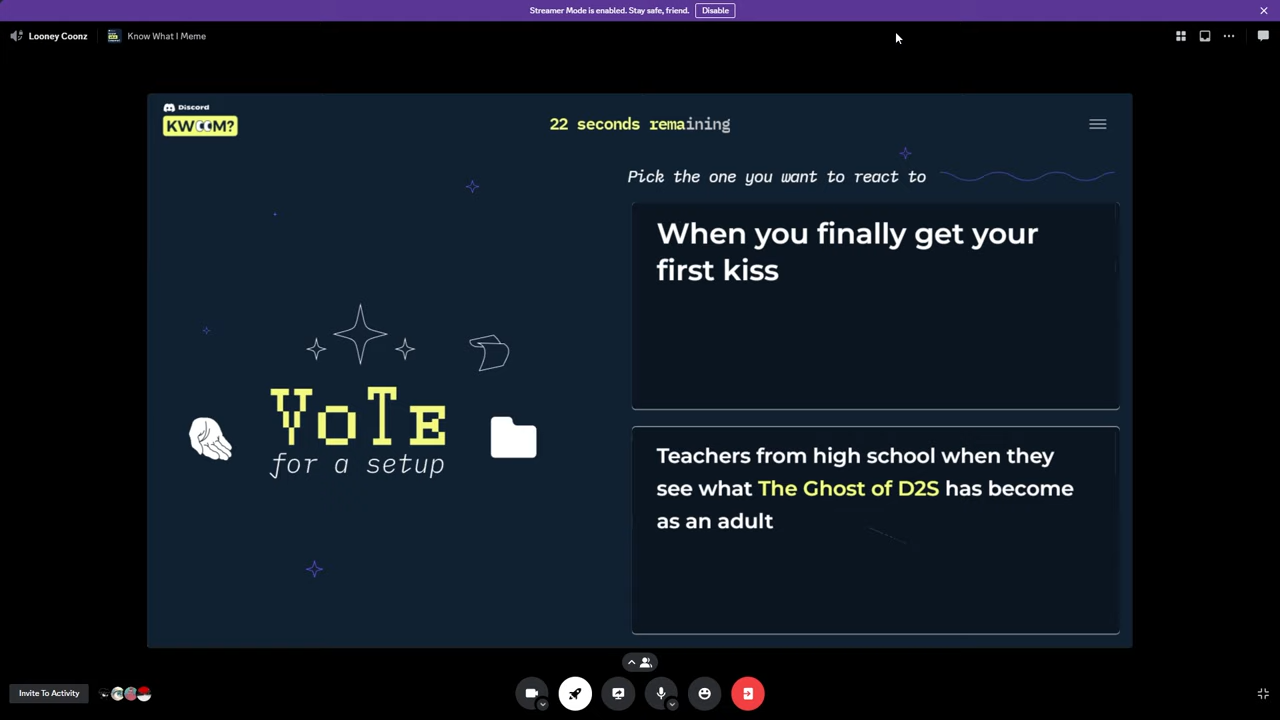 Streamer Mode is enabled. Stay safe, friend. Disable
Looney Coonz
Know What I Meme
Discord
KWIM?
22 seconds remaining
Pick the one you want to react to
When you finally get your
first kiss
VoTE
for a setup
Teachers from high school when they
see what The Ghost of D2S has become
as an adult
Invite To Activity